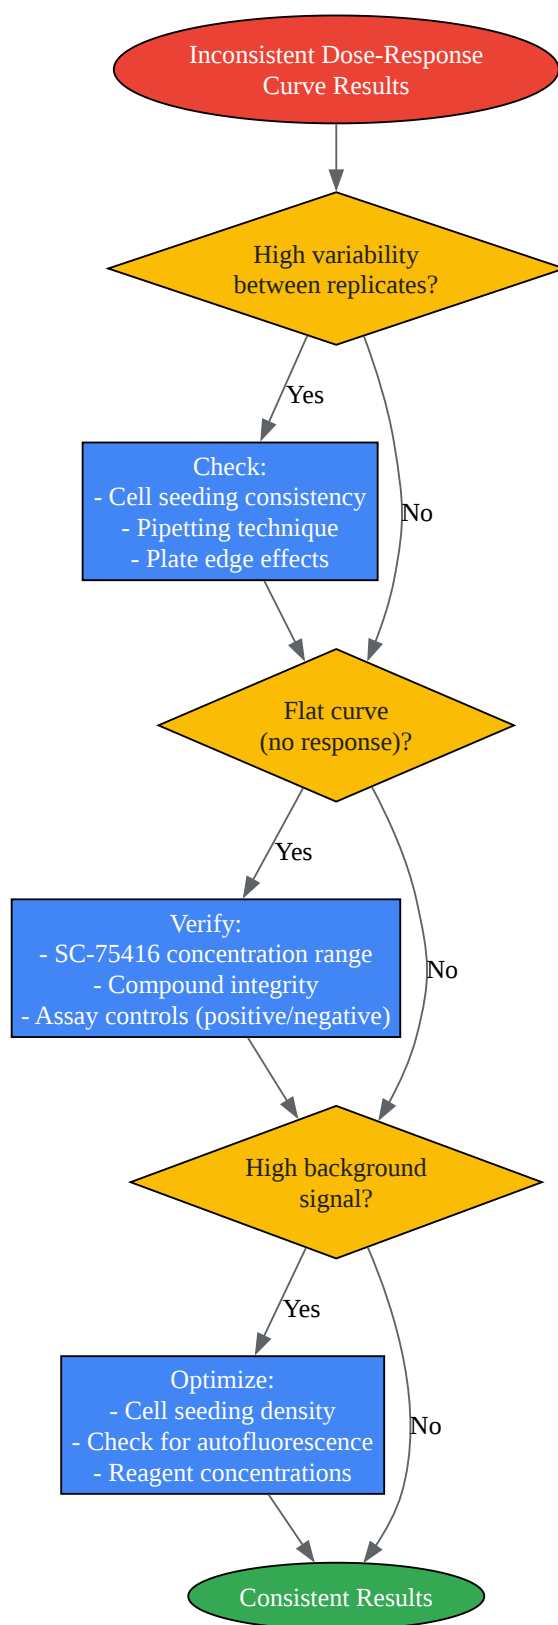 Inconsistent Dose-Response
Curve Results
High variability
between replicates?
Yes
No
Check:
- Cell seeding consistency
- Pipetting technique
- Plate edge effects
Flat curve
(no response)?
Yes
No
Verify:
- SC-75416 concentration range
- Compound integrity
- Assay controls (positive/negative)
High background
signal?
Yes
No
Optimize:
- Cell seeding density
- Check for autofluorescence
- Reagent concentrations
Consistent Results